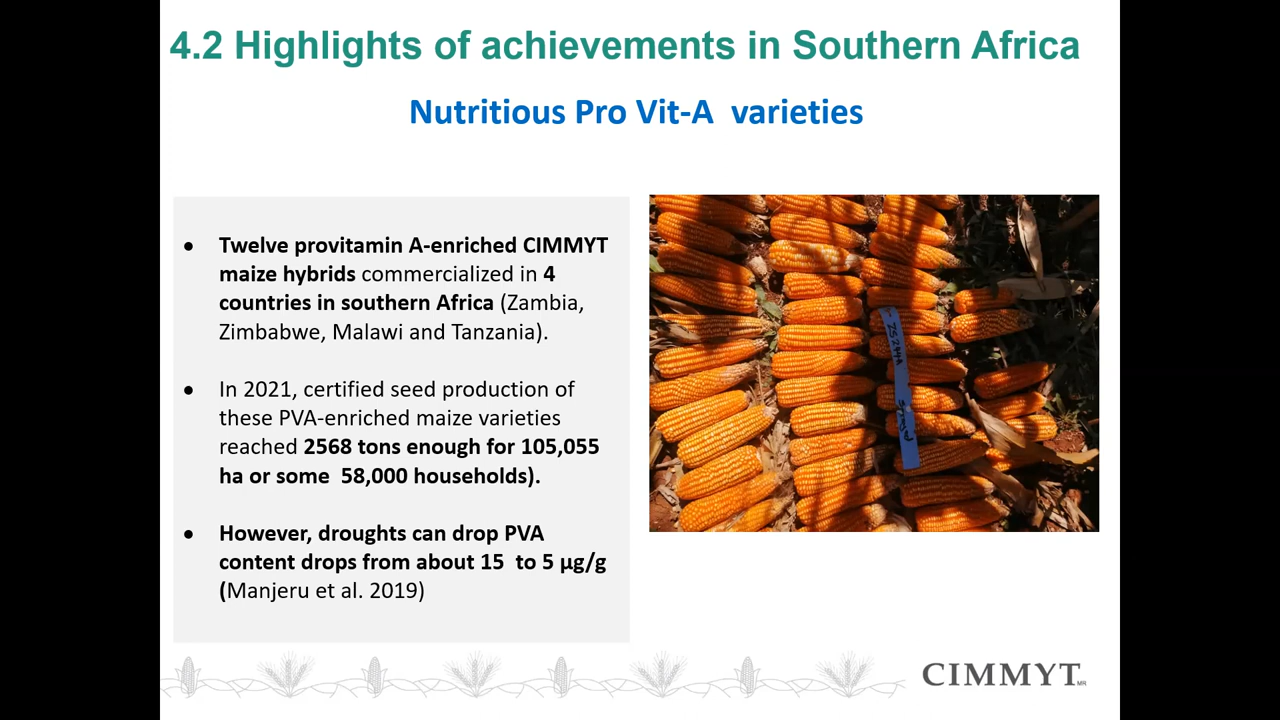 4.2 Highlights of achievements in Southern Africa
Nutritious Pro Vit-A varieties
● Twelve provitamin A-enriched CIMMYT
maize hybrids commercialized in 4
countries in southern Africa (Zambia,
Zimbabwe, Malawi and Tanzania).
● In 2021, certified seed production of
these PVA-enriched maize varieties
reached 2568 tons enough for 105,055
ha or some 58,000 households).
● However, droughts can drop PVA
content drops from about 15 to 5 µg/g
(Manjeru et al. 2019)
CIMMYT MR